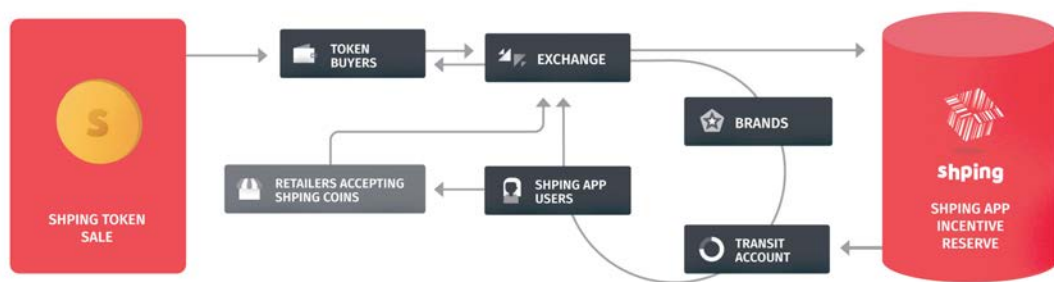 S
SHPING TOKEN
SALE
TOKEN
BUYERS
EXCHANGE
BRANDS
RETAILERS ACCEPTING
SHPING COINS
SHPING APP
USERS
TRANSIT
ACCOUNT
shping
SHPING APP
INCENTIVE
RESERVE